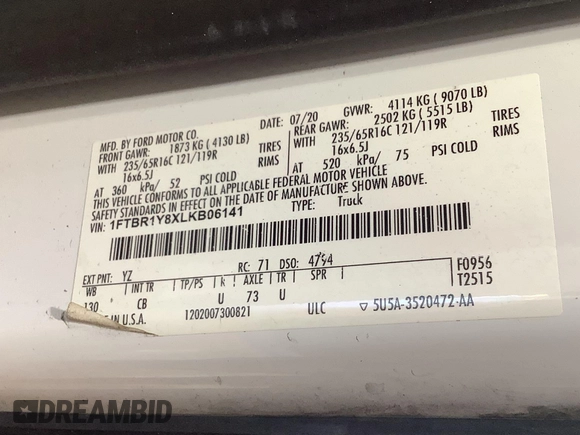 MFD. BY FORD MOTOR CO. DATE: 07/20 GVWR: 4114 KG ( 9070 LB)
FRONT GAWR: 1873 KG ( 4130 LB) REAR GAWR: 2502 KG ( 5515 LB)
WITH 235/65R16C 121/119R TIRES WITH 235/65R16C 121/119R TIRES
16x6.5J RIMS 16x6.5J RIMS
AT 360 kPa/ 52 PSI COLD AT 520 kPa/ 75 PSI COLD
THIS VEHICLE CONFORMS TO ALL APPLICABLE FEDERAL MOTOR VEHICLE
SAFETY STANDARDS IN EFFECT ON THE DATE OF MANUFACTURE SHOWN ABOVE.
VIN: 1FTBR1Y8XLKB06141 TYPE: Truck
EXT PNT: YZ RC: 71 DSO: 4794 F0956
WB INT TR TP/PS R AXLE TR SPR T2515
130 CB U 73 U
IN U.S.A. 1202007300821 ULC 5U5A-3520472-AA
DREAMBID